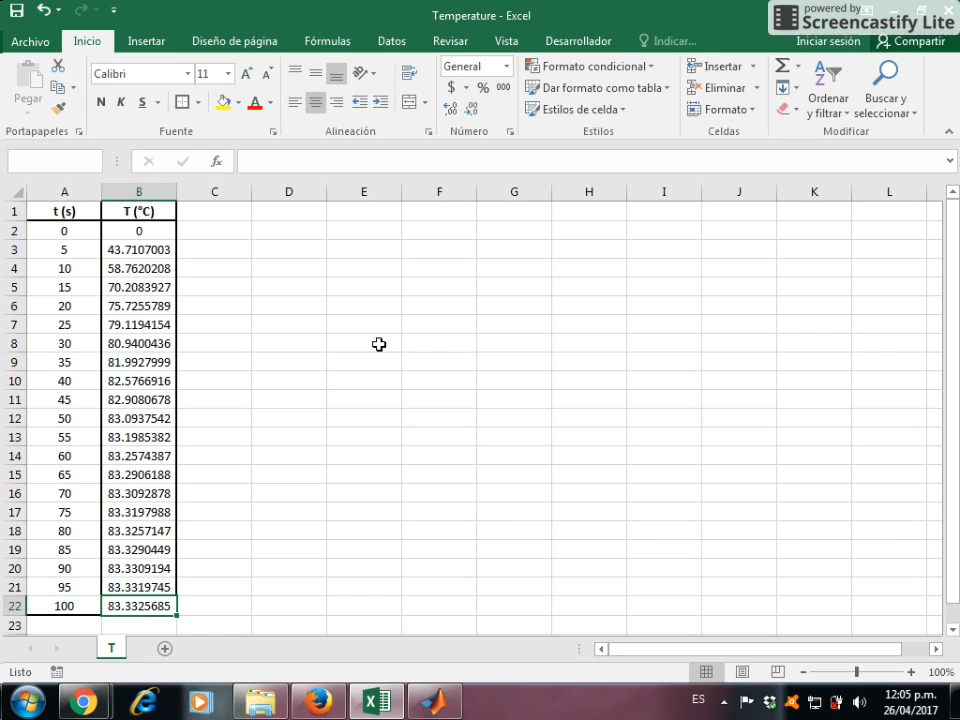 Temperature - Excel
powered by
Screencastify Lite
Archivo Inicio Insertar Diseño de página Fórmulas Datos Revisar Vista Desarrollador Indicar... Iniciar sesión Compartir
Pegar
Calibri 11
N K S
General
$ % 000
Formato condicional
Dar formato como tabla
Estilos de celda
Insertar
Eliminar
Formato
Ordenar y filtrar
Buscar y seleccionar
Portapapeles Fuente Alineación Número Estilos Celdas Modificar
fx
A B C D E F G H I J K L
1 t (s) T (°C)
2 0 0
3 5 43.7107003
4 10 58.7620208
5 15 70.2083927
6 20 75.7255789
7 25 79.1194154
8 30 80.9400436
9 35 81.9927999
10 40 82.5766916
11 45 82.9080678
12 50 83.0937542
13 55 83.1985382
14 60 83.2574387
15 65 83.2906188
16 70 83.3092878
17 75 83.3197988
18 80 83.3257147
19 85 83.3290449
20 90 83.3309194
21 95 83.3319745
22 100 83.3325685
23
T
Listo 100%
ES 12:05 p.m.
26/04/2017